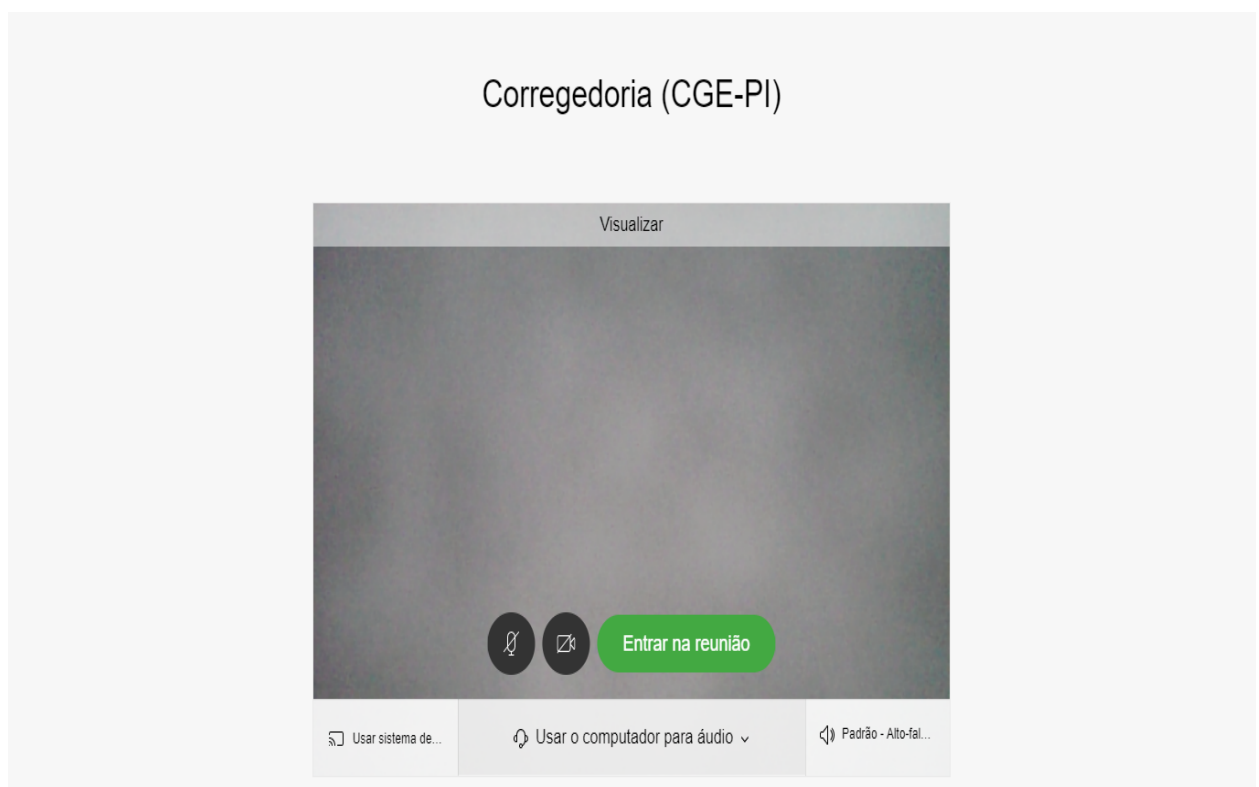 Corregedoria (CGE-PI)
Visualizar
Entrar na reunião
Usar sistema de...
Usar o computador para áudio
Padrão - Alto-fal...